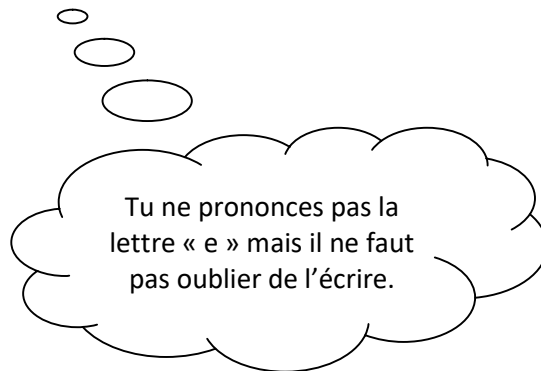 Tu ne prononces pas la
lettre « e » mais il ne faut
pas oublier de l’écrire.